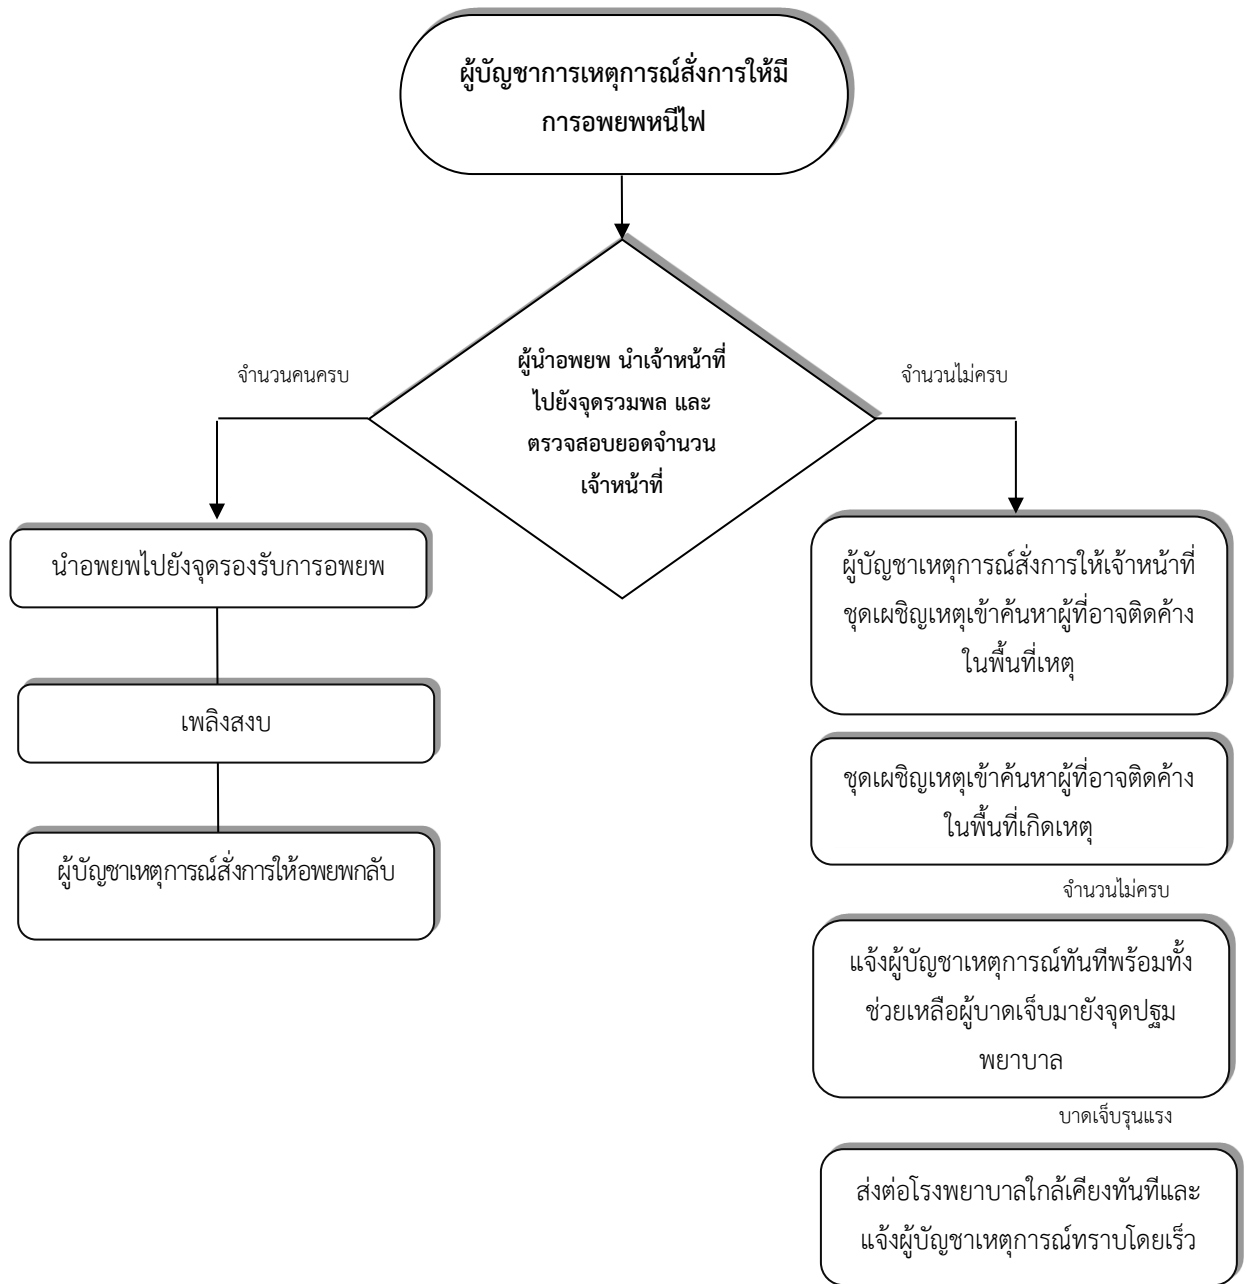 ผู้บัญชาการเหตุการณ์สั่งการให้มี
การอพยพหนีไฟ
ผู้นำอพยพ นำเจ้าหน้าที่
ไปยังจุดรวมพล และ
ตรวจสอบยอดจำนวน
เจ้าหน้าที่
จำนวนคนครบ
จำนวนไม่ครบ
นำอพยพไปยังจุดรองรับการอพยพ
เพลิงสงบ
ผู้บัญชาเหตุการณ์สั่งการให้อพยพกลับ
ผู้บัญชาเหตุการณ์สั่งการให้เจ้าหน้าที่
ชุดเผชิญเหตุเข้าค้นหาผู้ที่อาจติดค้าง
ในพื้นที่เหตุ
ชุดเผชิญเหตุเข้าค้นหาผู้ที่อาจติดค้าง
ในพื้นที่เกิดเหตุ
จำนวนไม่ครบ
แจ้งผู้บัญชาเหตุการณ์ทันทีพร้อมทั้ง
ช่วยเหลือผู้บาดเจ็บมายังจุดปฐม
พยาบาล
บาดเจ็บรุนแรง
ส่งต่อโรงพยาบาลใกล้เคียงทันทีและ
แจ้งผู้บัญชาเหตุการณ์ทราบโดยเร็ว